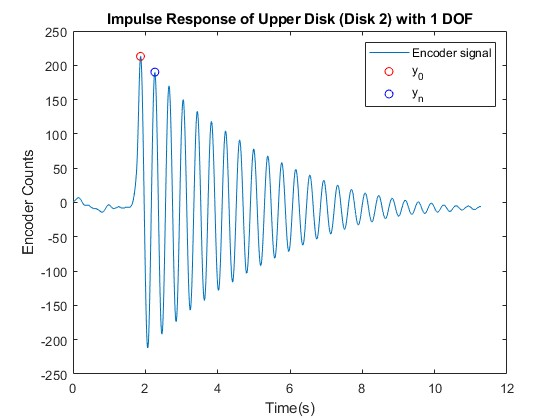 Impulse Response of Upper Disk (Disk 2) with 1 DOF
Encoder signal
y0
yn
250
200
150
100
50
0
-50
-100
-150
-200
-250
Encoder Counts
0 2 4 6 8 10 12
Time(s)